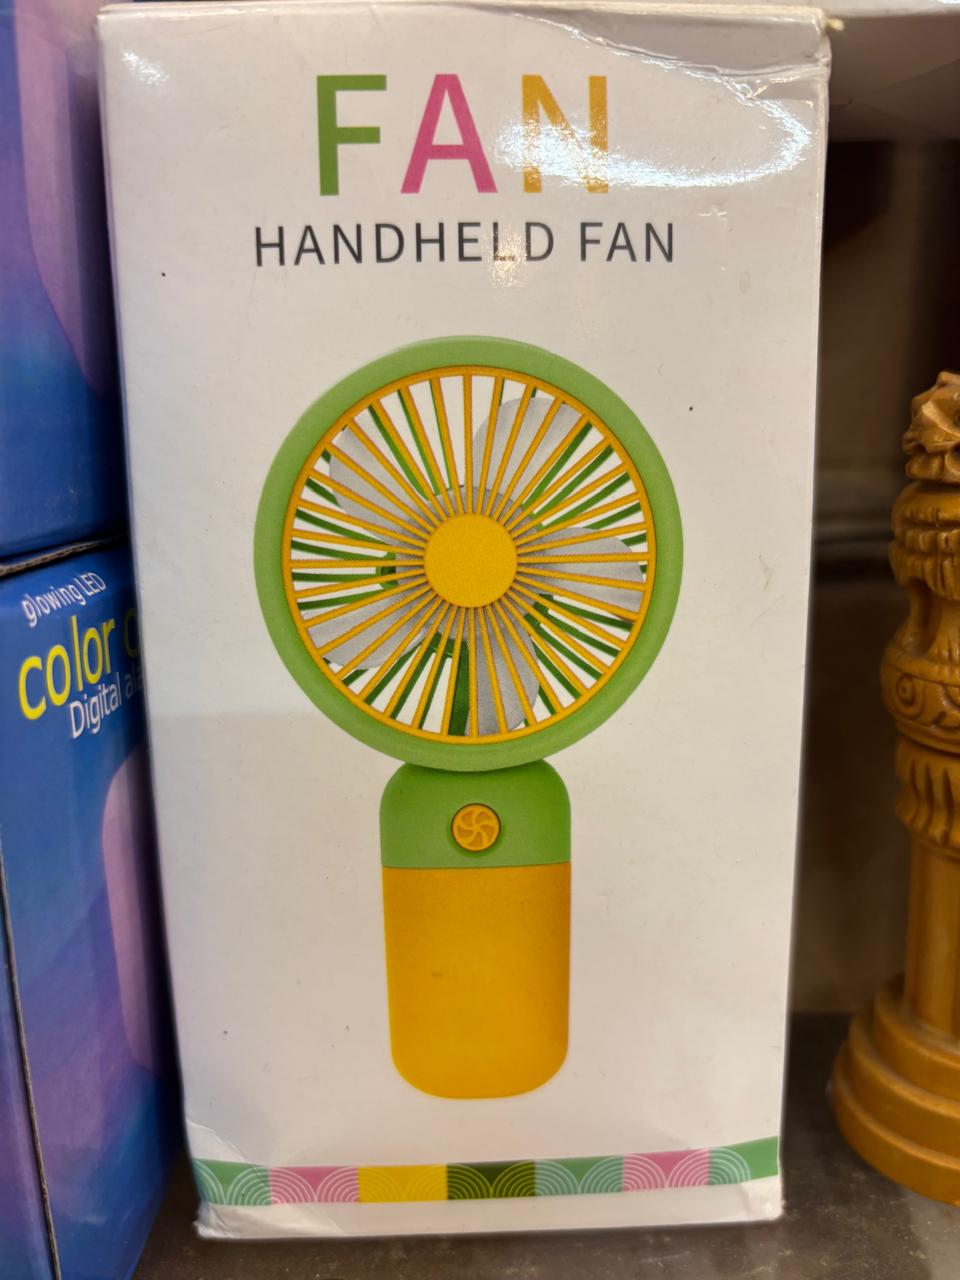 FAN
HANDHELD FAN
glowing LED
color
Digital